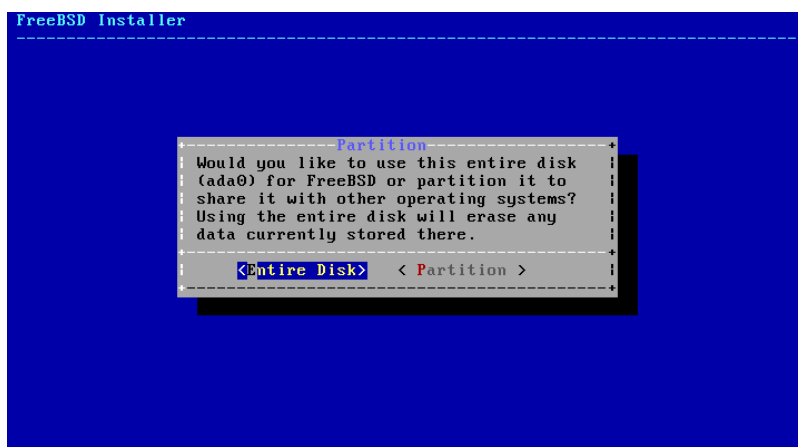 FreeBSD Installer
Partition
Would you like to use this entire disk
(ada0) for FreeBSD or partition it to
share it with other operating systems?
Using the entire disk will erase any
data currently stored there.
<Entire Disk> < Partition >